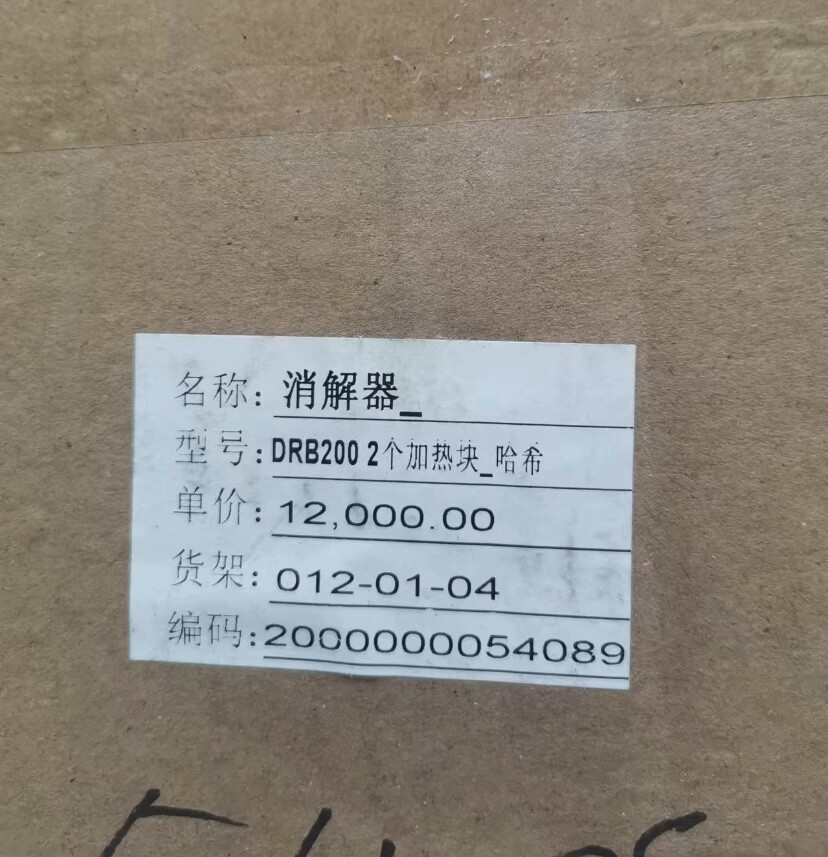 名称: 消解器_
型号: DRB200 2个加热块_哈希
单价: 12,000.00
货架: 012-01-04
编码: 2000000054089